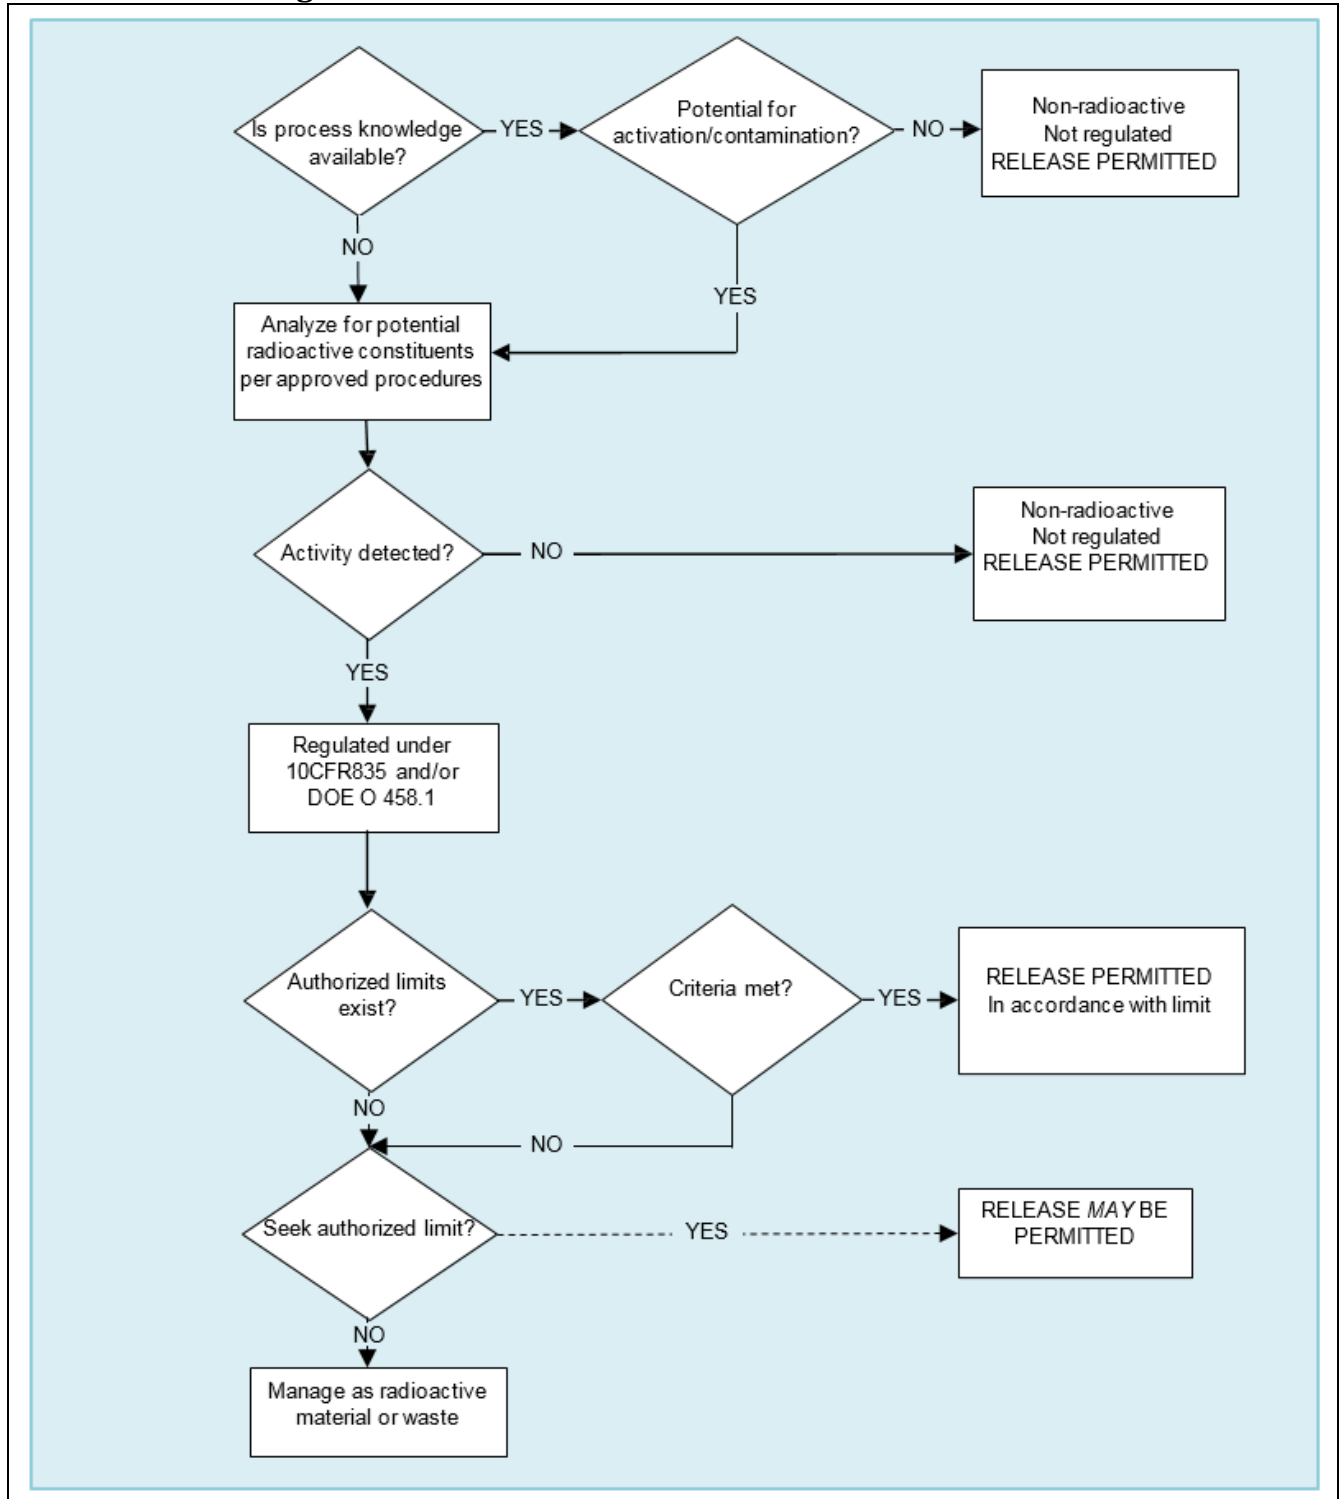 Is process knowledge
available?
YES
Potential for
activation/contamination?
NO
Non-radioactive
Not regulated
RELEASE PERMITTED
NO
YES
Analyze for potential
radioactive constituents
per approved procedures
Activity detected?
NO
Non-radioactive
Not regulated
RELEASE PERMITTED
YES
Regulated under
10CFR835 and/or
DOE O 458.1
Authorized limits
exist?
YES
Criteria met?
YES
RELEASE PERMITTED
In accordance with limit
NO
NO
Seek authorized limit?
YES
RELEASE MAY BE
PERMITTED
NO
Manage as radioactive
material or waste